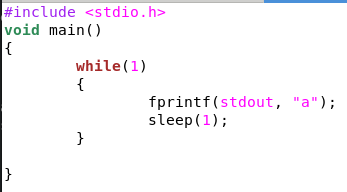 #include <stdio.h>
void main()
{
        while(1)
        {
                fprintf(stdout, "a");
                sleep(1);
        }

}